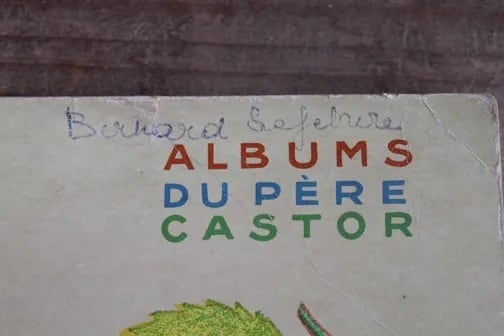 Bernard Lefebvre
ALBUMS
DU PÈRE
CASTOR